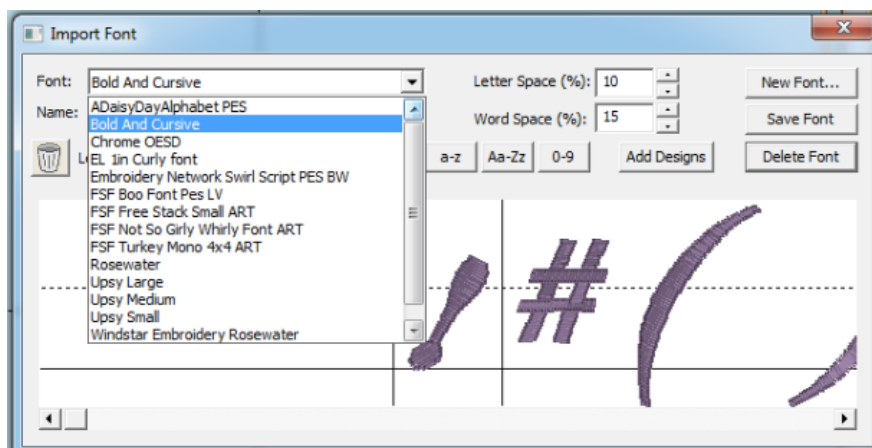 Import Font
Font: Bold And Cursive Letter Space (%): 10 New Font...
Name: Word Space (%): 15 Save Font
ADaisyDayAlphabet PES
Bold And Cursive
Chrome OESD
EL 1in Curly font
Embroidery Network Swirl Script PES BW
FSF Boo Font Pes LV
FSF Free Stack Small ART
FSF Not So Girly Whirly Font ART
FSF Turkey Mono 4x4 ART
Rosewater
Upsy Large
Upsy Medium
Upsy Small
Windstar Embroidery Rosewater
a-z Aa-Zz 0-9 Add Designs Delete Font
! # ( )